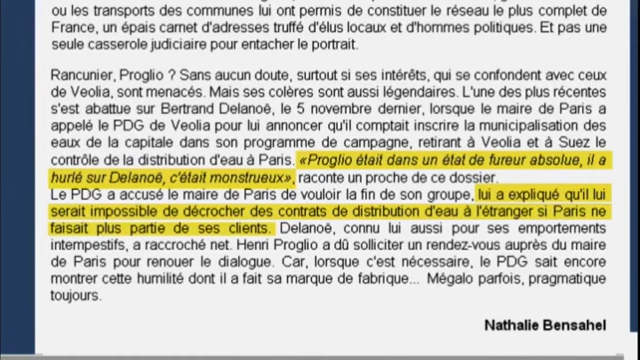 ou les transports des communes lui ont permis de constituer le réseau le plus complet de
France, un épais carnet d'adresses truffé d'élus locaux et d'hommes politiques. Et pas une
seule casserole judiciaire pour entacher le portrait.
Rancunier, Proglio ? Sans aucun doute, surtout si ses intérêts, qui se confondent avec ceux
de Veolia, sont menacés. Mais ses colères sont aussi légendaires. L'une des plus récentes
s'est abattue sur Bertrand Delanoë, le 5 novembre dernier, lorsque le maire de Paris a
appelé le PDG de Veolia pour lui annoncer qu'il comptait inscrire la municipalisation des
eaux de la capitale dans son programme de campagne, retirant à Veolia et à Suez le
contrôle de la distribution d'eau à Paris. «Proglio était dans un état de fureur absolue, il a
hurlé sur Delanoë, c'était monstrueux», raconte un proche de ce dossier.
Le PDG a accusé le maire de Paris de vouloir la fin de son groupe, lui a expliqué qu'il lui
serait impossible de décrocher des contrats de distribution d'eau à l'étranger si Paris ne
faisait plus partie de ses clients. Delanoë, connu lui aussi pour ses emportements
intempestifs, a raccroché net. Henri Proglio a dû solliciter un rendez-vous auprès du maire
de Paris pour renouer le dialogue. Car, lorsque c'est nécessaire, le PDG sait encore
montrer cette humilité dont il a fait sa marque de fabrique... Mégalo parfois, pragmatique
toujours.
Nathalie Bensahel